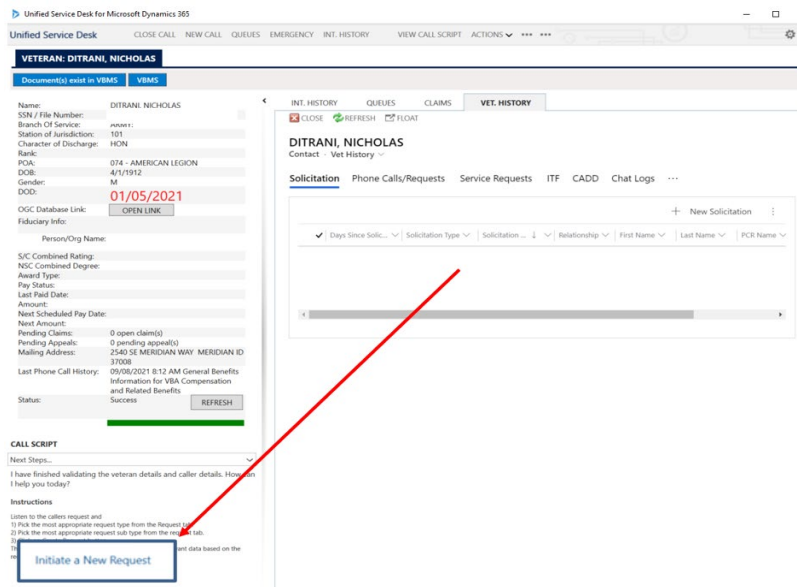 Unified Service Desk for Microsoft Dynamics 365
Unified Service Desk CLOSE CALL NEW CALL QUEUES EMERGENCY INT. HISTORY VIEW CALL SCRIPT ACTIONS
VETERAN: DITRANI, NICHOLAS
Document(s) exist in VBMS VBMS
Name: DITRANI, NICHOLAS
SSN / File Number:
Branch Of Service: ARMY:
Station of Jurisdiction: 101
Character of Discharge: HON
Rank:
POA: 074 - AMERICAN LEGION
DOB: 4/1/1912
Gender: M
DOD: 01/05/2021
OGC Database Link: OPEN LINK
Fiduciary Info:
Person/Org Name:
S/C Combined Rating:
NSC Combined Degree:
Award Type:
Pay Status:
Last Paid Date:
Amount:
Next Scheduled Pay Date:
Next Amount:
Pending Claims: 0 open claim(s)
Pending Appeals: 0 pending appeal(s)
Mailing Address: 2540 SE MERIDIAN WAY MERIDIAN ID
37008
Last Phone Call History: 09/08/2021 8:12 AM General Benefits
Information for VBA Compensation
and Related Benefits
Status: Success REFRESH
CALL SCRIPT
Next Steps...
I have finished validating the veteran details and caller details. How can
I help you today?
Instructions
Listen to the callers request and
1) Pick the most appropriate request type from the Request tab.
2) Pick the most appropriate request sub type from the request tab.
3)
ant data based on the
Initiate a New Request
INT. HISTORY QUEUES CLAIMS VET. HISTORY
CLOSE REFRESH FLOAT
DITRANI, NICHOLAS
Contact · Vet History
Solicitation Phone Calls/Requests Service Requests ITF CADD Chat Logs ...
+ New Solicitation
Days Since Solic... Solicitation Type Solicitation ... ↓ Relationship First Name Last Name PCR Name